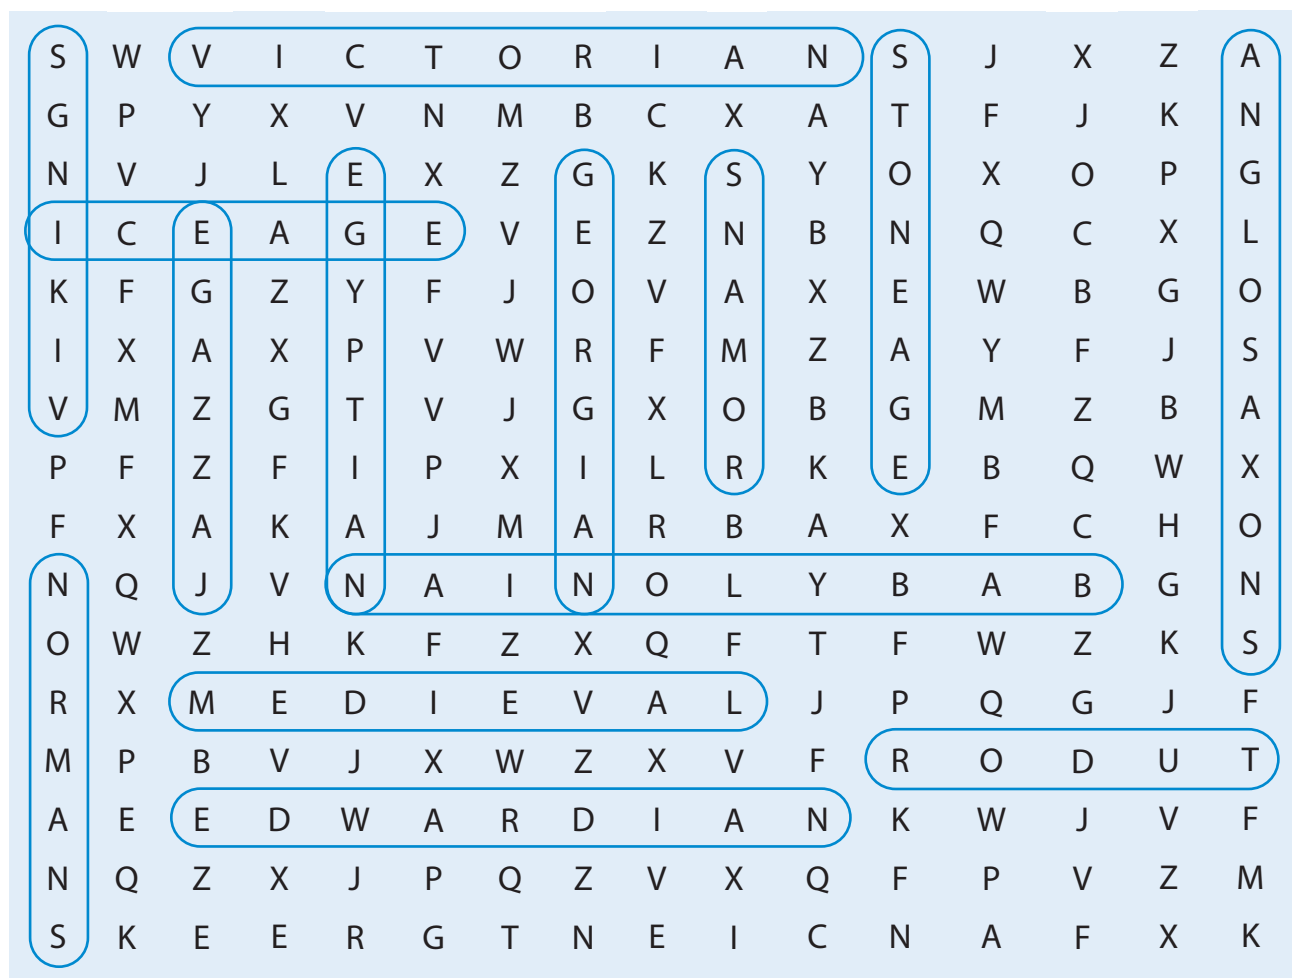 S W V I C T O R I A N S J X Z A
G P Y X V N M B C X A T F J K N
N V J L E X Z G K S Y O X O P G
I C E A G E V E Z N B N Q C X L
K F G Z Y F J O V A X E W B G O
I X A X P V W R F M Z A Y F J S
V M Z G T V J G X O B G M Z B A
P F Z F I P X I L R K E B Q W X
F X A K A J M A R B A X F C H O
N Q J V N A I N O L Y B A B G N
O W Z H K F Z X Q F T F W Z K S
R X M E D I E V A L J P Q G J F
M P B V J X W Z X V F R O D U T
A E E D W A R D I A N K W J V F
N Q Z X J P Q Z V X Q F P V Z M
S K E E R G T N E I C N A F X K